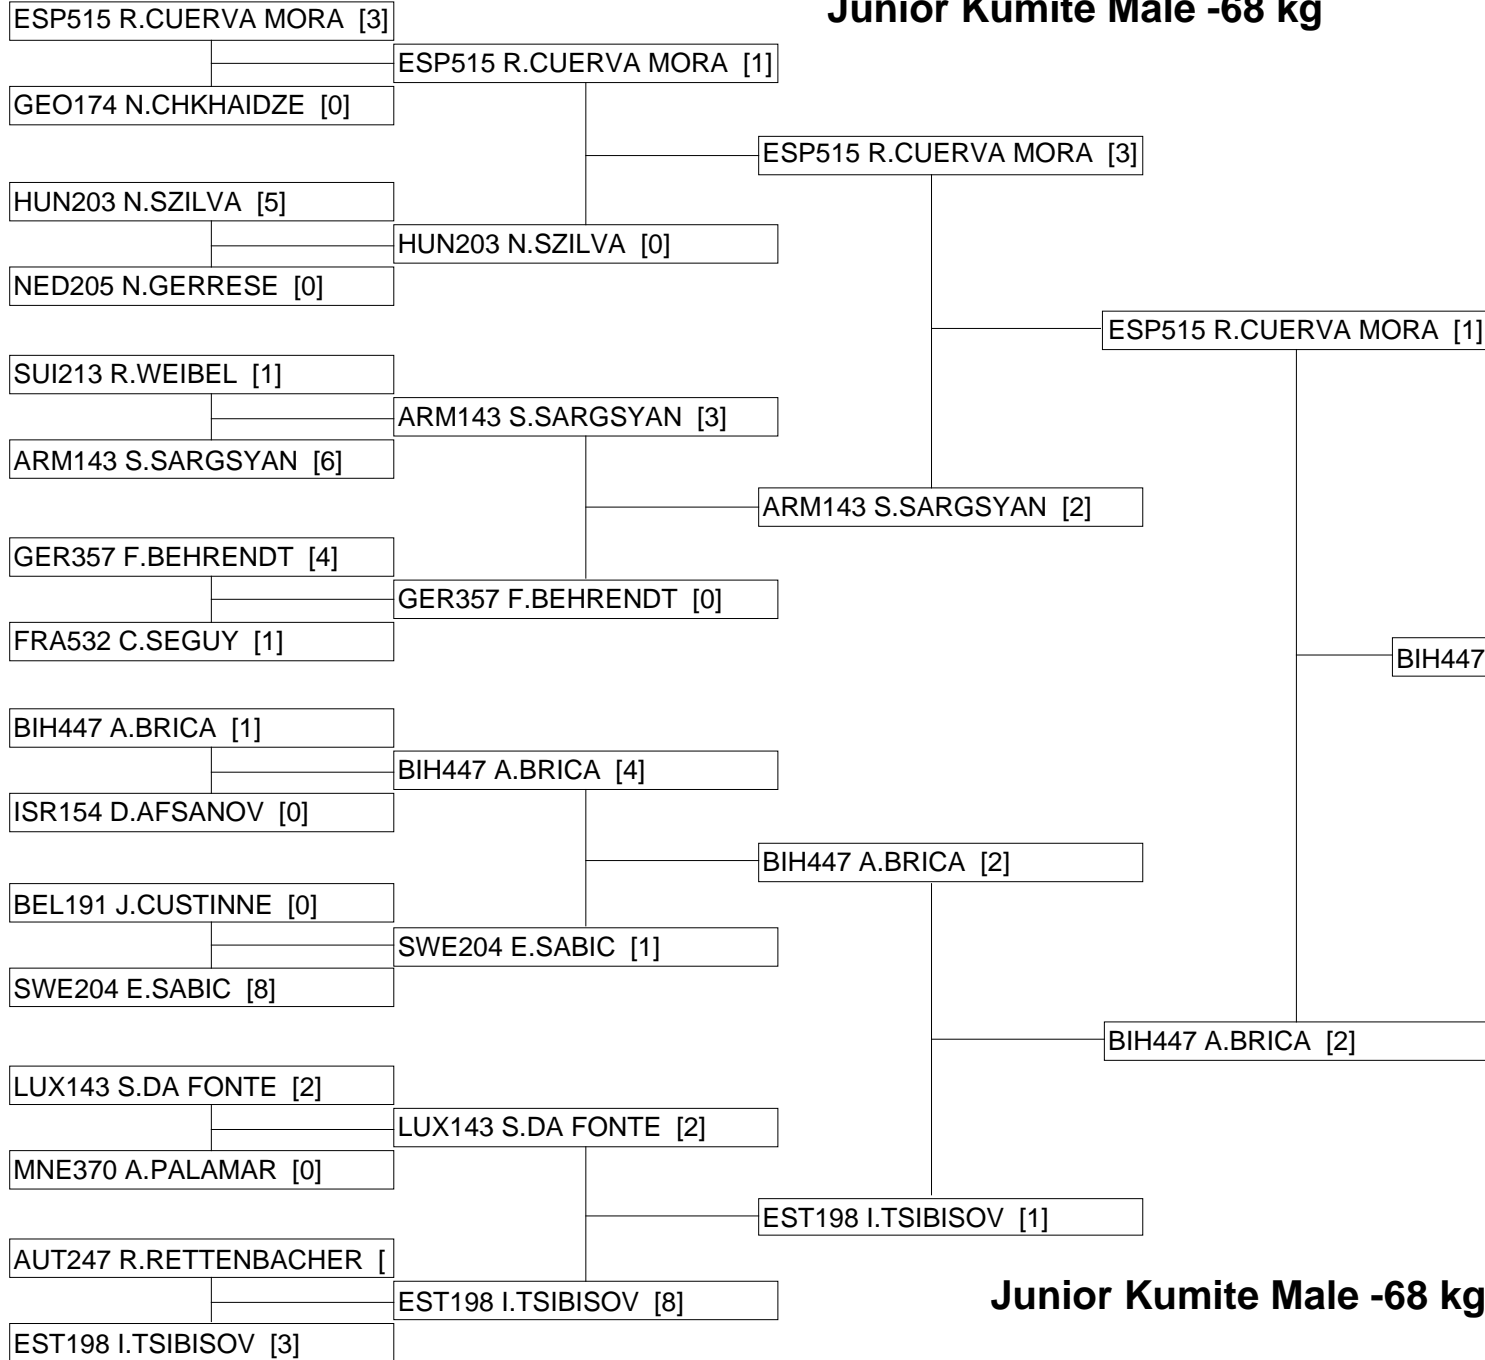 Junior Kumite Male -68 kg
ESP515 R.CUERVA MORA [3]
GEO174 N.CHKHAIDZE [0]
HUN203 N.SZILVA [5]
NED205 N.GERRESE [0]
SUI213 R.WEIBEL [1]
ARM143 S.SARGSYAN [6]
GER357 F.BEHRENDT [4]
FRA532 C.SEGUY [1]
BIH447 A.BRICA [1]
ISR154 D.AFSANOV [0]
BEL191 J.CUSTINNE [0]
SWE204 E.SABIC [8]
LUX143 S.DA FONTE [2]
MNE370 A.PALAMAR [0]
AUT247 R.RETTENBACHER [
EST198 I.TSIBISOV [3]
ESP515 R.CUERVA MORA [1]
HUN203 N.SZILVA [0]
ARM143 S.SARGSYAN [3]
GER357 F.BEHRENDT [0]
BIH447 A.BRICA [4]
SWE204 E.SABIC [1]
LUX143 S.DA FONTE [2]
EST198 I.TSIBISOV [8]
ESP515 R.CUERVA MORA [3]
ARM143 S.SARGSYAN [2]
BIH447 A.BRICA [2]
EST198 I.TSIBISOV [1]
ESP515 R.CUERVA MORA [1]
BIH447 A.BRICA [2]
BIH447
Junior Kumite Male -68 kg